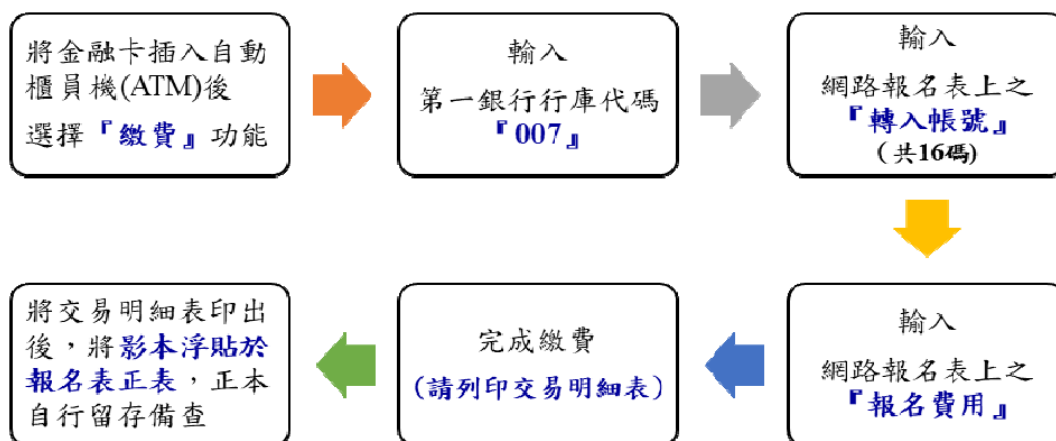 將金融卡插入自動
櫃員機(ATM)後
選擇『繳費』功能
輸入
第一銀行行庫代碼
『007』
輸入
網路報名表上之
『轉入帳號』
(共16碼)
輸入
網路報名表上之
『報名費用』
完成繳費
(請列印交易明細表)
將交易明細表印出
後，將影本浮貼於
報名表正表，正本
自行留存備查